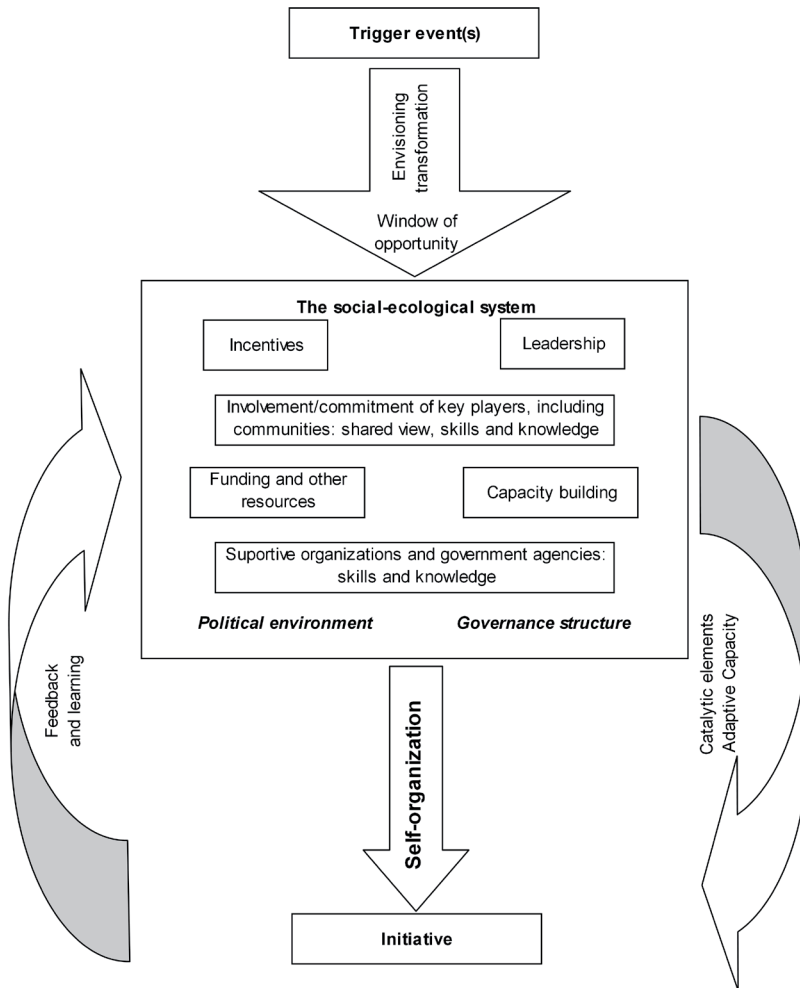 Trigger event(s)
Envisioning
transformation
Window of
opportunity
The social-ecological system
Incentives
Leadership
Involvement/commitment of key players, including
communities: shared view, skills and knowledge
Funding and other
resources
Capacity building
Suportive organizations and government agencies:
skills and knowledge
Political environment
Governance structure
Feedback
and learning
Catalytic elements
Adaptive Capacity
Self-organization
Initiative